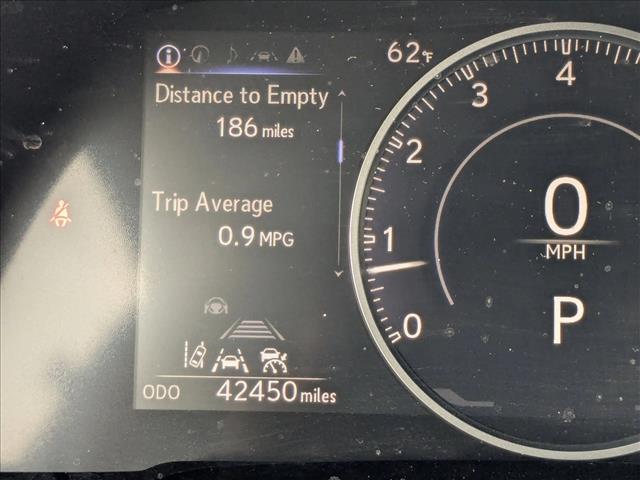 62°F
Distance to Empty
186 miles
Trip Average
0.9 MPG
ODO 42450 miles
4
3
2
1
0
0
MPH
P